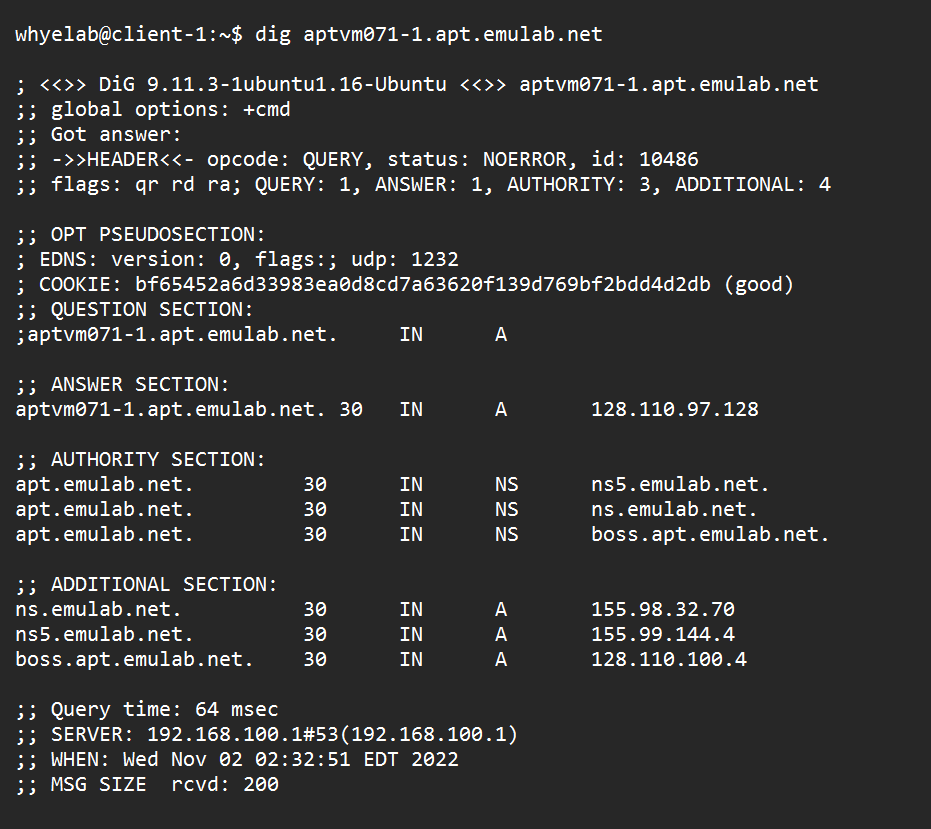 whyelab@client-1:~$ dig aptvm071-1.apt.emulab.net
; <<>> DiG 9.11.3-1ubuntu1.16-Ubuntu <<>> aptvm071-1.apt.emulab.net
;; global options: +cmd
;; Got answer:
;; ->>HEADER<<- opcode: QUERY, status: NOERROR, id: 10486
;; flags: qr rd ra; QUERY: 1, ANSWER: 1, AUTHORITY: 3, ADDITIONAL: 4
;; OPT PSEUDOSECTION:
; EDNS: version: 0, flags:; udp: 1232
; COOKIE: bf65452a6d33983ea0d8cd7a63620f139d769bf2bdd4d2db (good)
;; QUESTION SECTION:
;aptvm071-1.apt.emulab.net. IN A
;; ANSWER SECTION:
aptvm071-1.apt.emulab.net. 30 IN A 128.110.97.128
;; AUTHORITY SECTION:
apt.emulab.net. 30 IN NS ns5.emulab.net.
apt.emulab.net. 30 IN NS ns.emulab.net.
apt.emulab.net. 30 IN NS boss.apt.emulab.net.
;; ADDITIONAL SECTION:
ns.emulab.net. 30 IN A 155.98.32.70
ns5.emulab.net. 30 IN A 155.99.144.4
boss.apt.emulab.net. 30 IN A 128.110.100.4
;; Query time: 64 msec
;; SERVER: 192.168.100.1#53(192.168.100.1)
;; WHEN: Wed Nov 02 02:32:51 EDT 2022
;; MSG SIZE  rcvd: 200